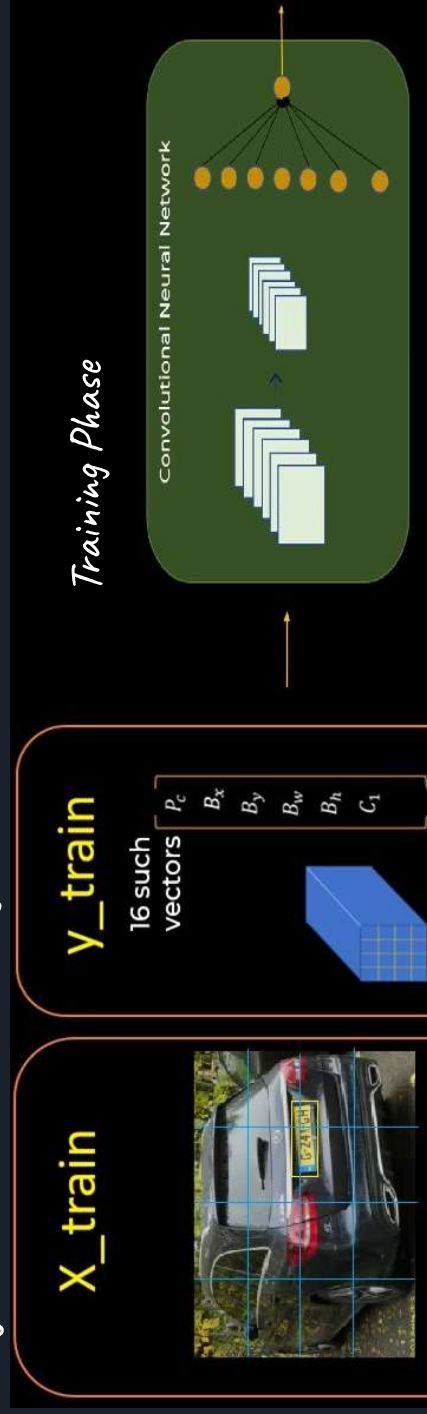 X_train
y_train
16 such
vectors
P_c
B_x
B_y
B_w
B_h
C_1
Training Phase
Convolutional Neural Network